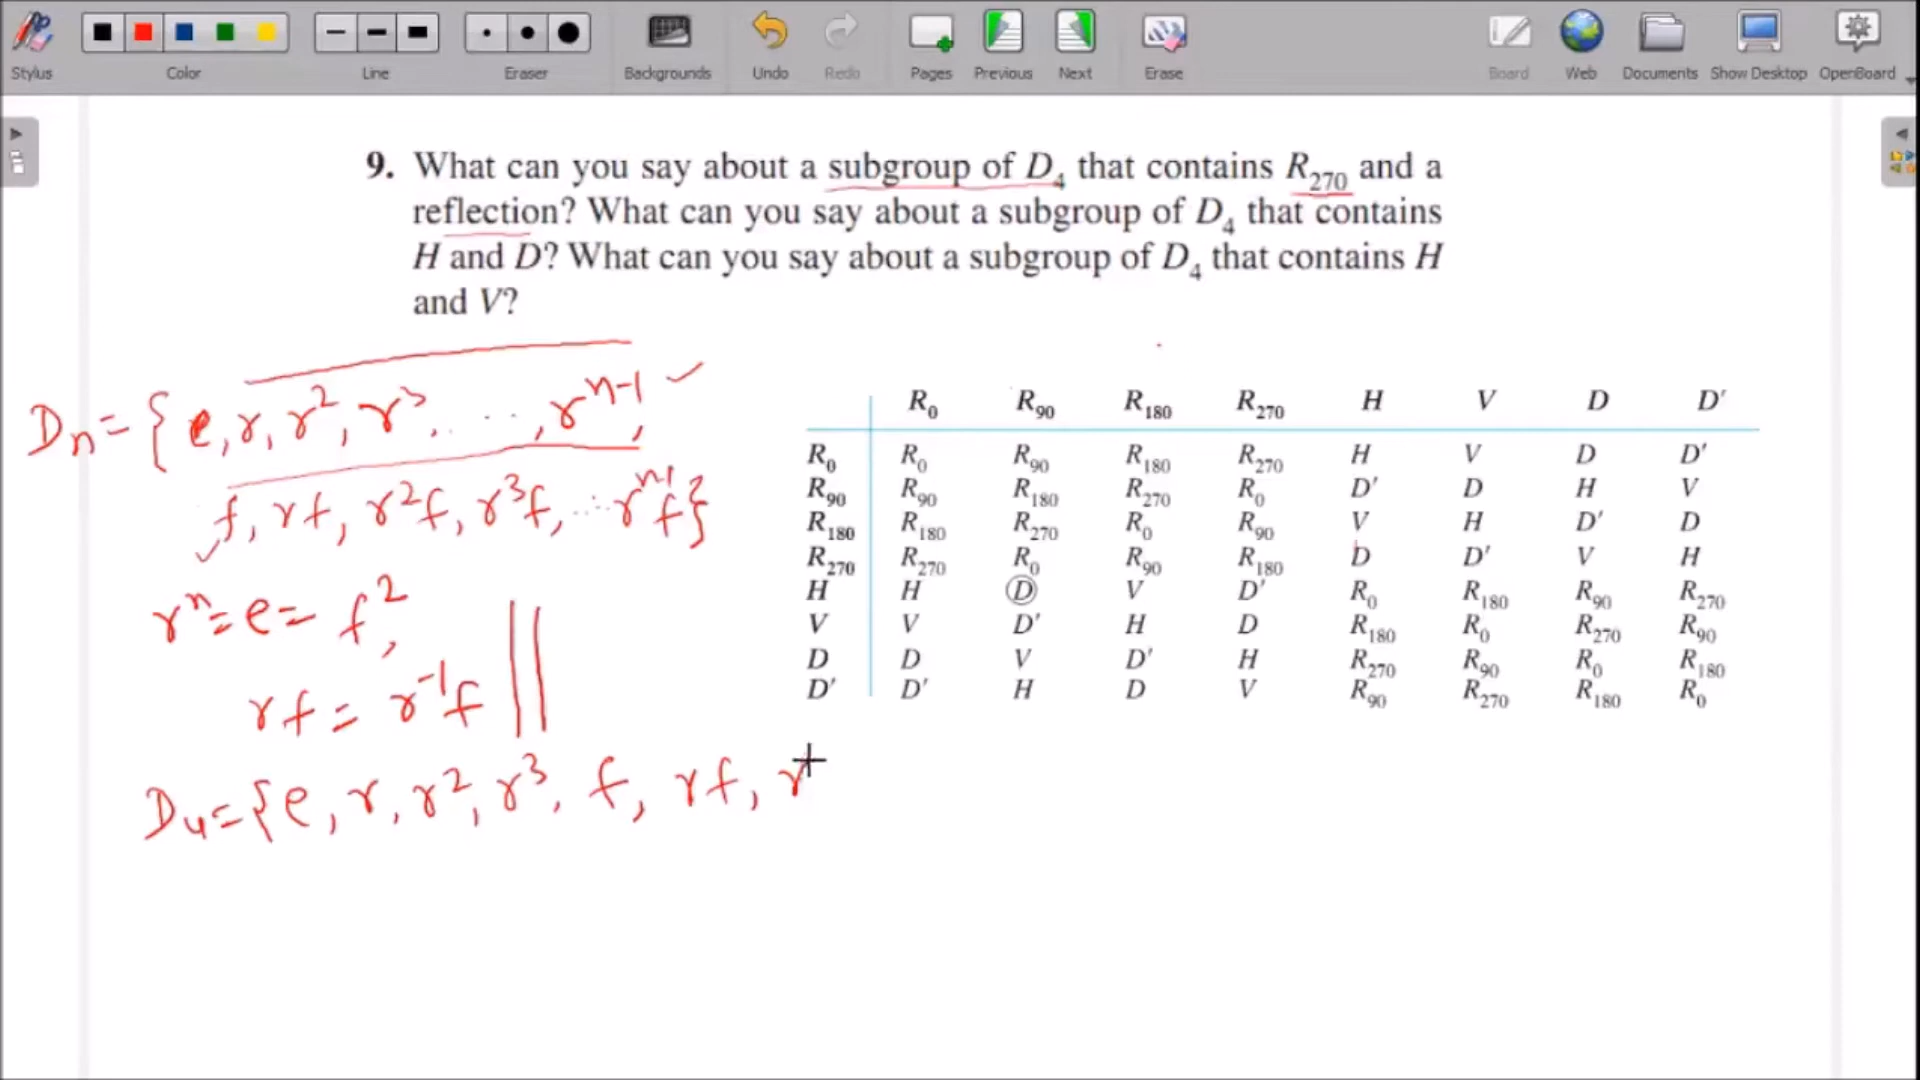 Stylus Color Line Eraser Backgrounds Undo Redo Pages Previous Next Erase Board Web Documents Show Desktop OpenBoard
9. What can you say about a subgroup of D₄ that contains R₂₇₀ and a
reflection? What can you say about a subgroup of D₄ that contains
H and D? What can you say about a subgroup of D₄ that contains H
and V?
Dn = { e, r, r², r³, ..., rⁿ⁻¹,
f, rf, r²f, r³f, ... rⁿ⁻¹f }
rⁿ = e = f²,
rf = r⁻¹f
D₄ = { e, r, r², r³, f, rf, r
R₀ R₉₀ R₁₈₀ R₂₇₀ H V D D'
R₀ R₀ R₉₀ R₁₈₀ R₂₇₀ H V D D'
R₉₀ R₉₀ R₁₈₀ R₂₇₀ R₀ D' D H V
R₁₈₀ R₁₈₀ R₂₇₀ R₀ R₉₀ V H D' D
R₂₇₀ R₂₇₀ R₀ R₉₀ R₁₈₀ D D' V H
H H D V D' R₀ R₁₈₀ R₉₀ R₂₇₀
V V D' H D R₁₈₀ R₀ R₂₇₀ R₉₀
D D V D' H R₂₇₀ R₉₀ R₀ R₁₈₀
D' D' H D V R₉₀ R₂₇₀ R₁₈₀ R₀